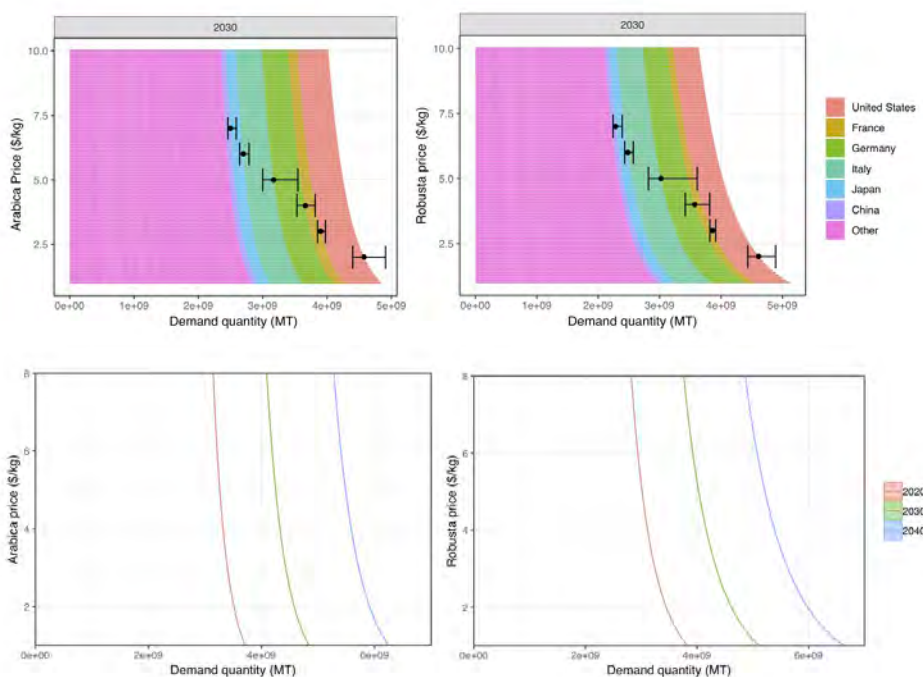 2030
2030
10.0
7.5
5.0
2.5
Arabica Price ($/kg)
0e+00 1e+09 2e+09 3e+09 4e+09 5e+09
Demand quantity (MT)
10.0
7.5
5.0
2.5
Robusta price ($/kg)
0e+00 1e+09 2e+09 3e+09 4e+09 5e+09
Demand quantity (MT)
United States
France
Germany
Italy
Japan
China
Other
8
6
4
2
Arabica price ($/kg)
0e+00 2e+09 4e+09 6e+09
Demand quantity (MT)
8
6
4
2
Robusta price ($/kg)
0e+00 2e+09 4e+09 6e+09
Demand quantity (MT)
2020
2030
2040